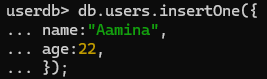 userdb> db.users.insertOne({
... name:"Aamina",
... age:22,
... });